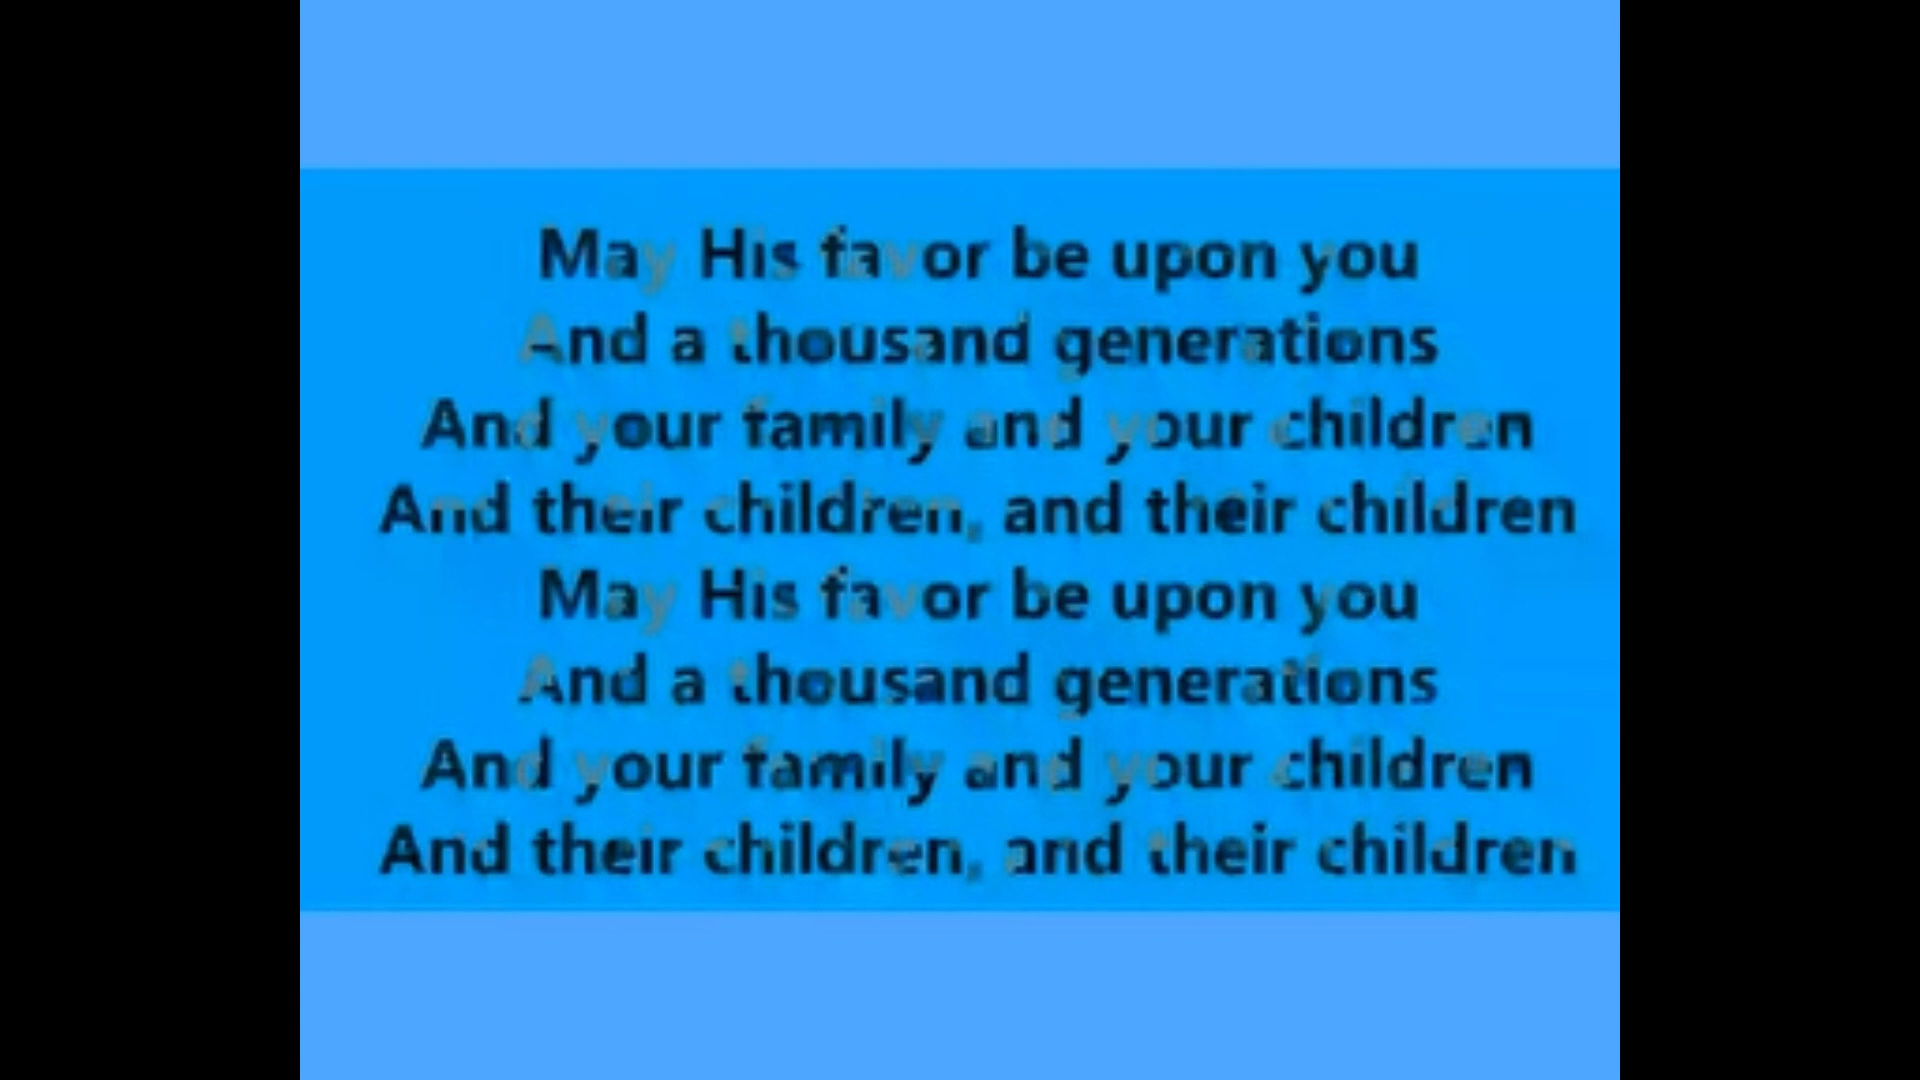 May His favor be upon you
And a thousand generations
And your family and your children
And their children, and their children
May His favor be upon you
And a thousand generations
And your family and your children
And their children, and their children